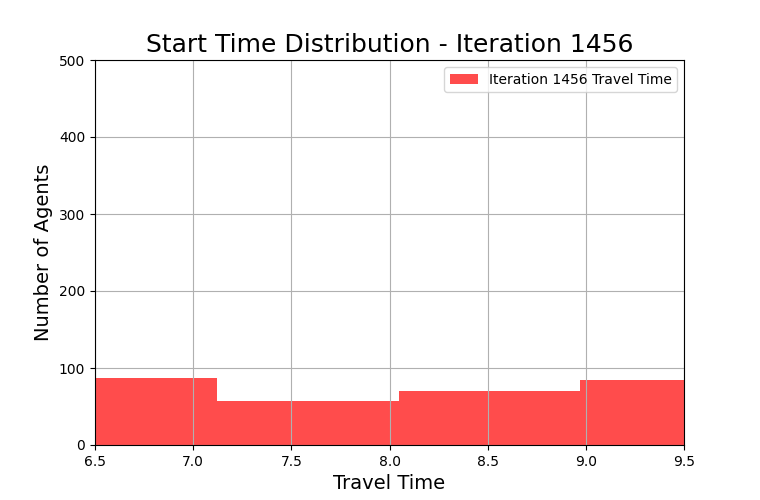 Start Time Distribution - Iteration 1456
500
400
300
200
100
0
Number of Agents
Iteration 1456 Travel Time
6.5 7.0 7.5 8.0 8.5 9.0 9.5
Travel Time